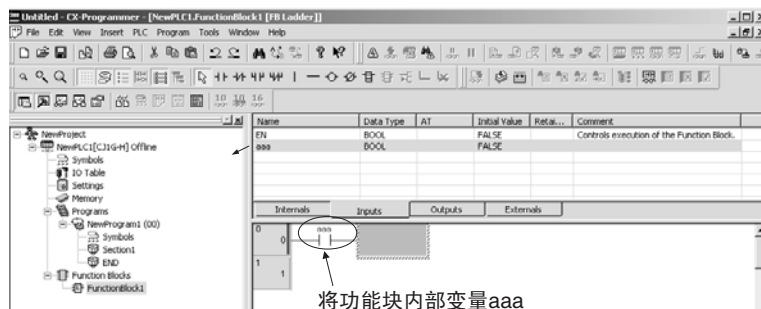 Untitled - CX-Programmer - [NewPLC1.FunctionBlock1 [FB Ladder]]
File Edit View Insert PLC Program Tools Window Help
10 16
NewProject
NewPLC1[CJ1G-H] Offline
Symbols
IO Table
Settings
Memory
Programs
NewProgram1 (00)
Symbols
Section1
END
Function Blocks
FunctionBlock1
Name Data Type AT Initial Value Retai... Comment
EN BOOL FALSE Controls execution of the Function Block.
aaa BOOL FALSE
Internals Inputs Outputs Externals
0
0
aaa
1
1
将功能块内部变量aaa